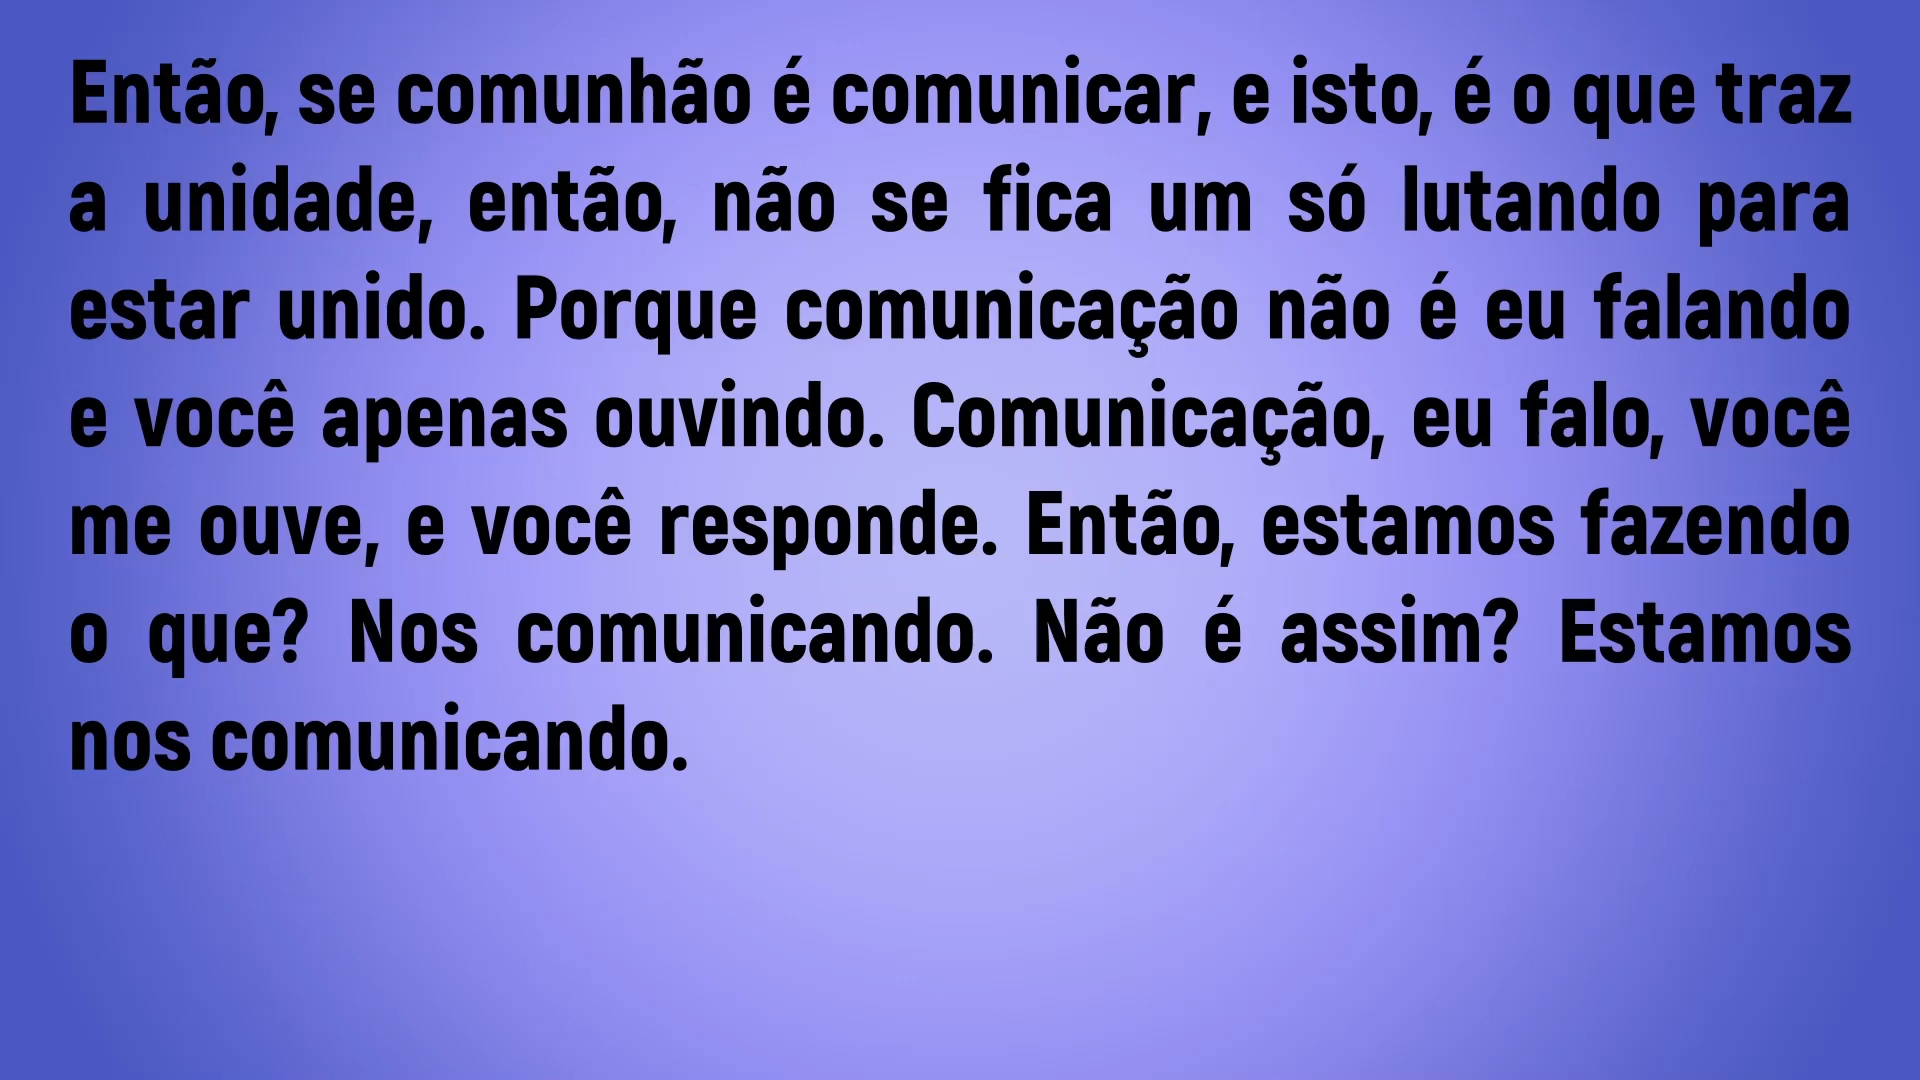 Então, se comunhão é comunicar, e isto, é o que traz
a unidade, então, não se fica um só lutando para
estar unido. Porque comunicação não é eu falando
e você apenas ouvindo. Comunicação, eu falo, você
me ouve, e você responde. Então, estamos fazendo
o que? Nos comunicando. Não é assim? Estamos
nos comunicando.